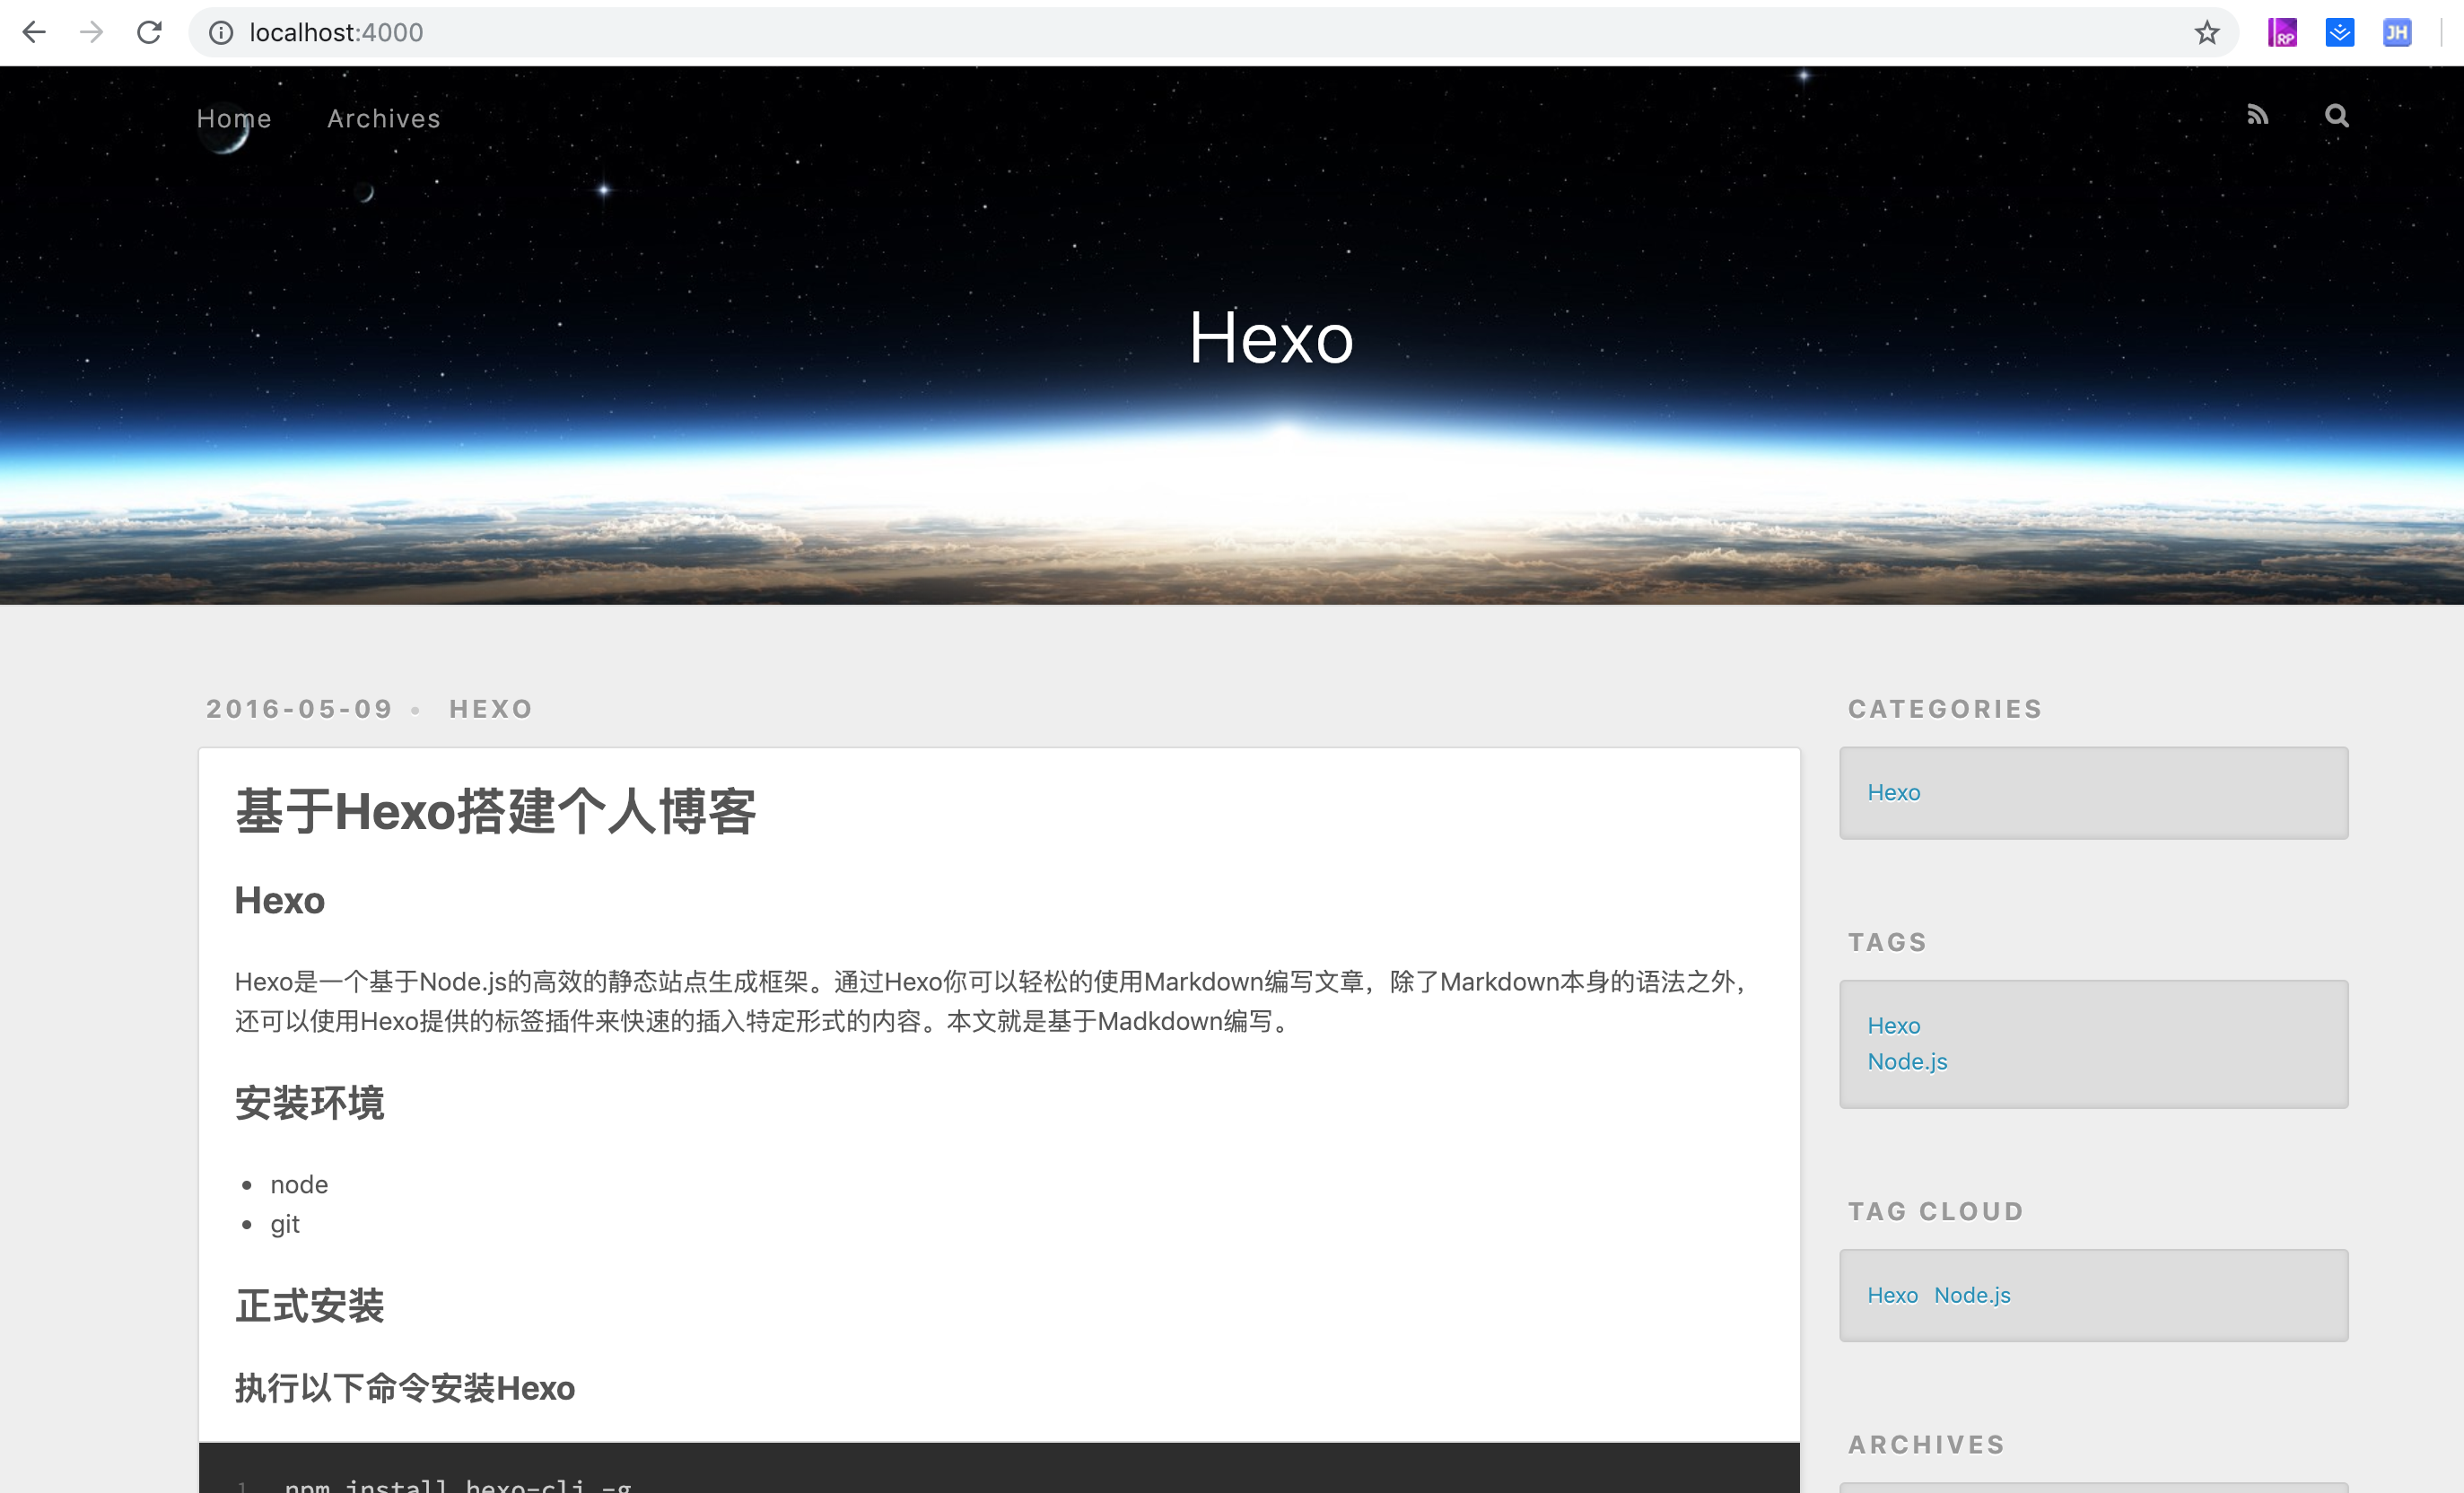 localhost:4000
RP
JH
Home Archives
Hexo
2016-05-09 • HEXO
基于Hexo搭建个人博客
Hexo
Hexo是一个基于Node.js的高效的静态站点生成框架。通过Hexo你可以轻松的使用Markdown编写文章，除了Markdown本身的语法之外，
还可以使用Hexo提供的标签插件来快速的插入特定形式的内容。本文就是基于Madkdown编写。
安装环境
• node
• git
正式安装
执行以下命令安装Hexo
1 npm install hexo-cli -g
CATEGORIES
Hexo
TAGS
Hexo
Node.js
TAG CLOUD
Hexo Node.js
ARCHIVES